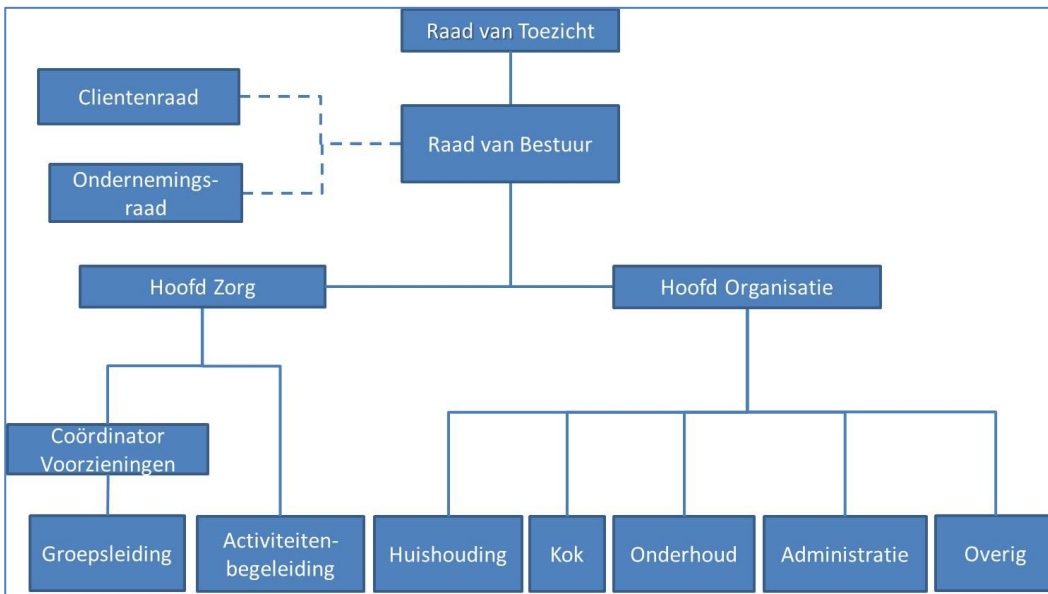 Raad van Toezicht
Clientenraad
Raad van Bestuur
Ondernemings-
raad
Hoofd Zorg
Hoofd Organisatie
Coördinator
Voorzieningen
Groepsleiding
Activiteiten-
begeleiding
Huishouding
Kok
Onderhoud
Administratie
Overig